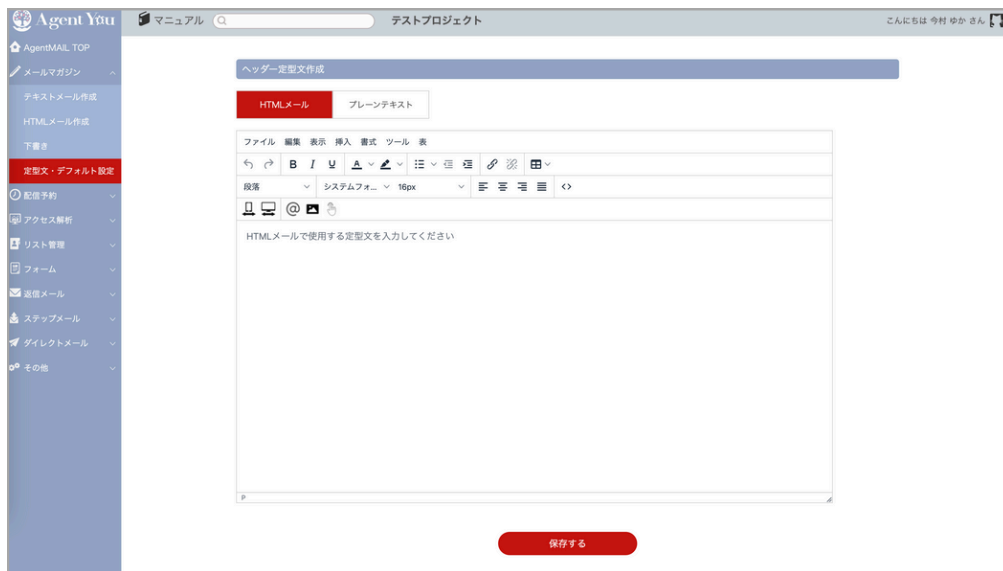 Agent You
マニュアル
テストプロジェクト
こんにちは 今村 ゆか さん
AgentMAIL TOP
メールマガジン
テキストメール作成
HTMLメール作成
下書き
定型文・デフォルト設定
配信予約
アクセス解析
リスト管理
フォーム
返信メール
ステップメール
ダイレクトメール
その他
ヘッダー定型文作成
HTMLメール プレーンテキスト
ファイル 編集 表示 挿入 書式 ツール 表
B I U A
段落 システムフォ... 16px
HTMLメールで使用する定型文を入力してください
P
保存する